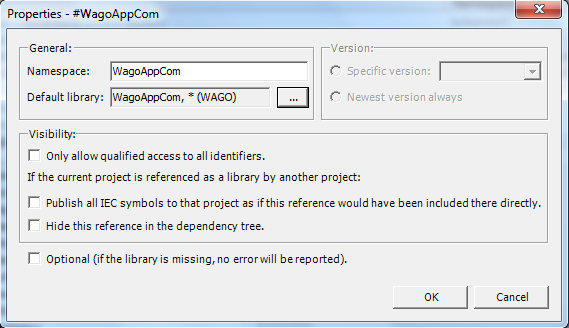 Properties - #WagoAppCom
General:
Namespace: WagoAppCom
Default library: WagoAppCom, * (WAGO) ...
Version:
Specific version:
Newest version always
Visibility:
Only allow qualified access to all identifiers.
If the current project is referenced as a library by another project:
Publish all IEC symbols to that project as if this reference would have been included there directly.
Hide this reference in the dependency tree.
Optional (if the library is missing, no error will be reported).
OK Cancel